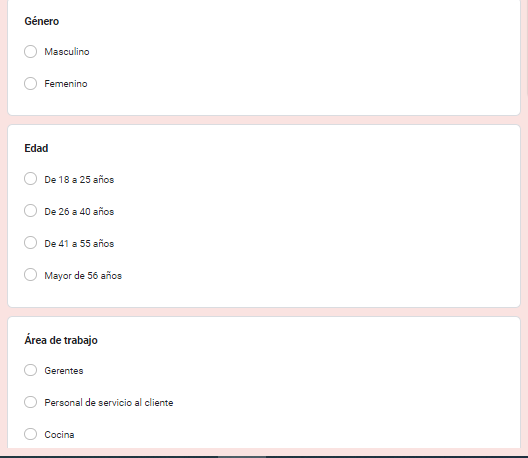 Género
Masculino
Femenino
Edad
De 18 a 25 años
De 26 a 40 años
De 41 a 55 años
Mayor de 56 años
Área de trabajo
Gerentes
Personal de servicio al cliente
Cocina